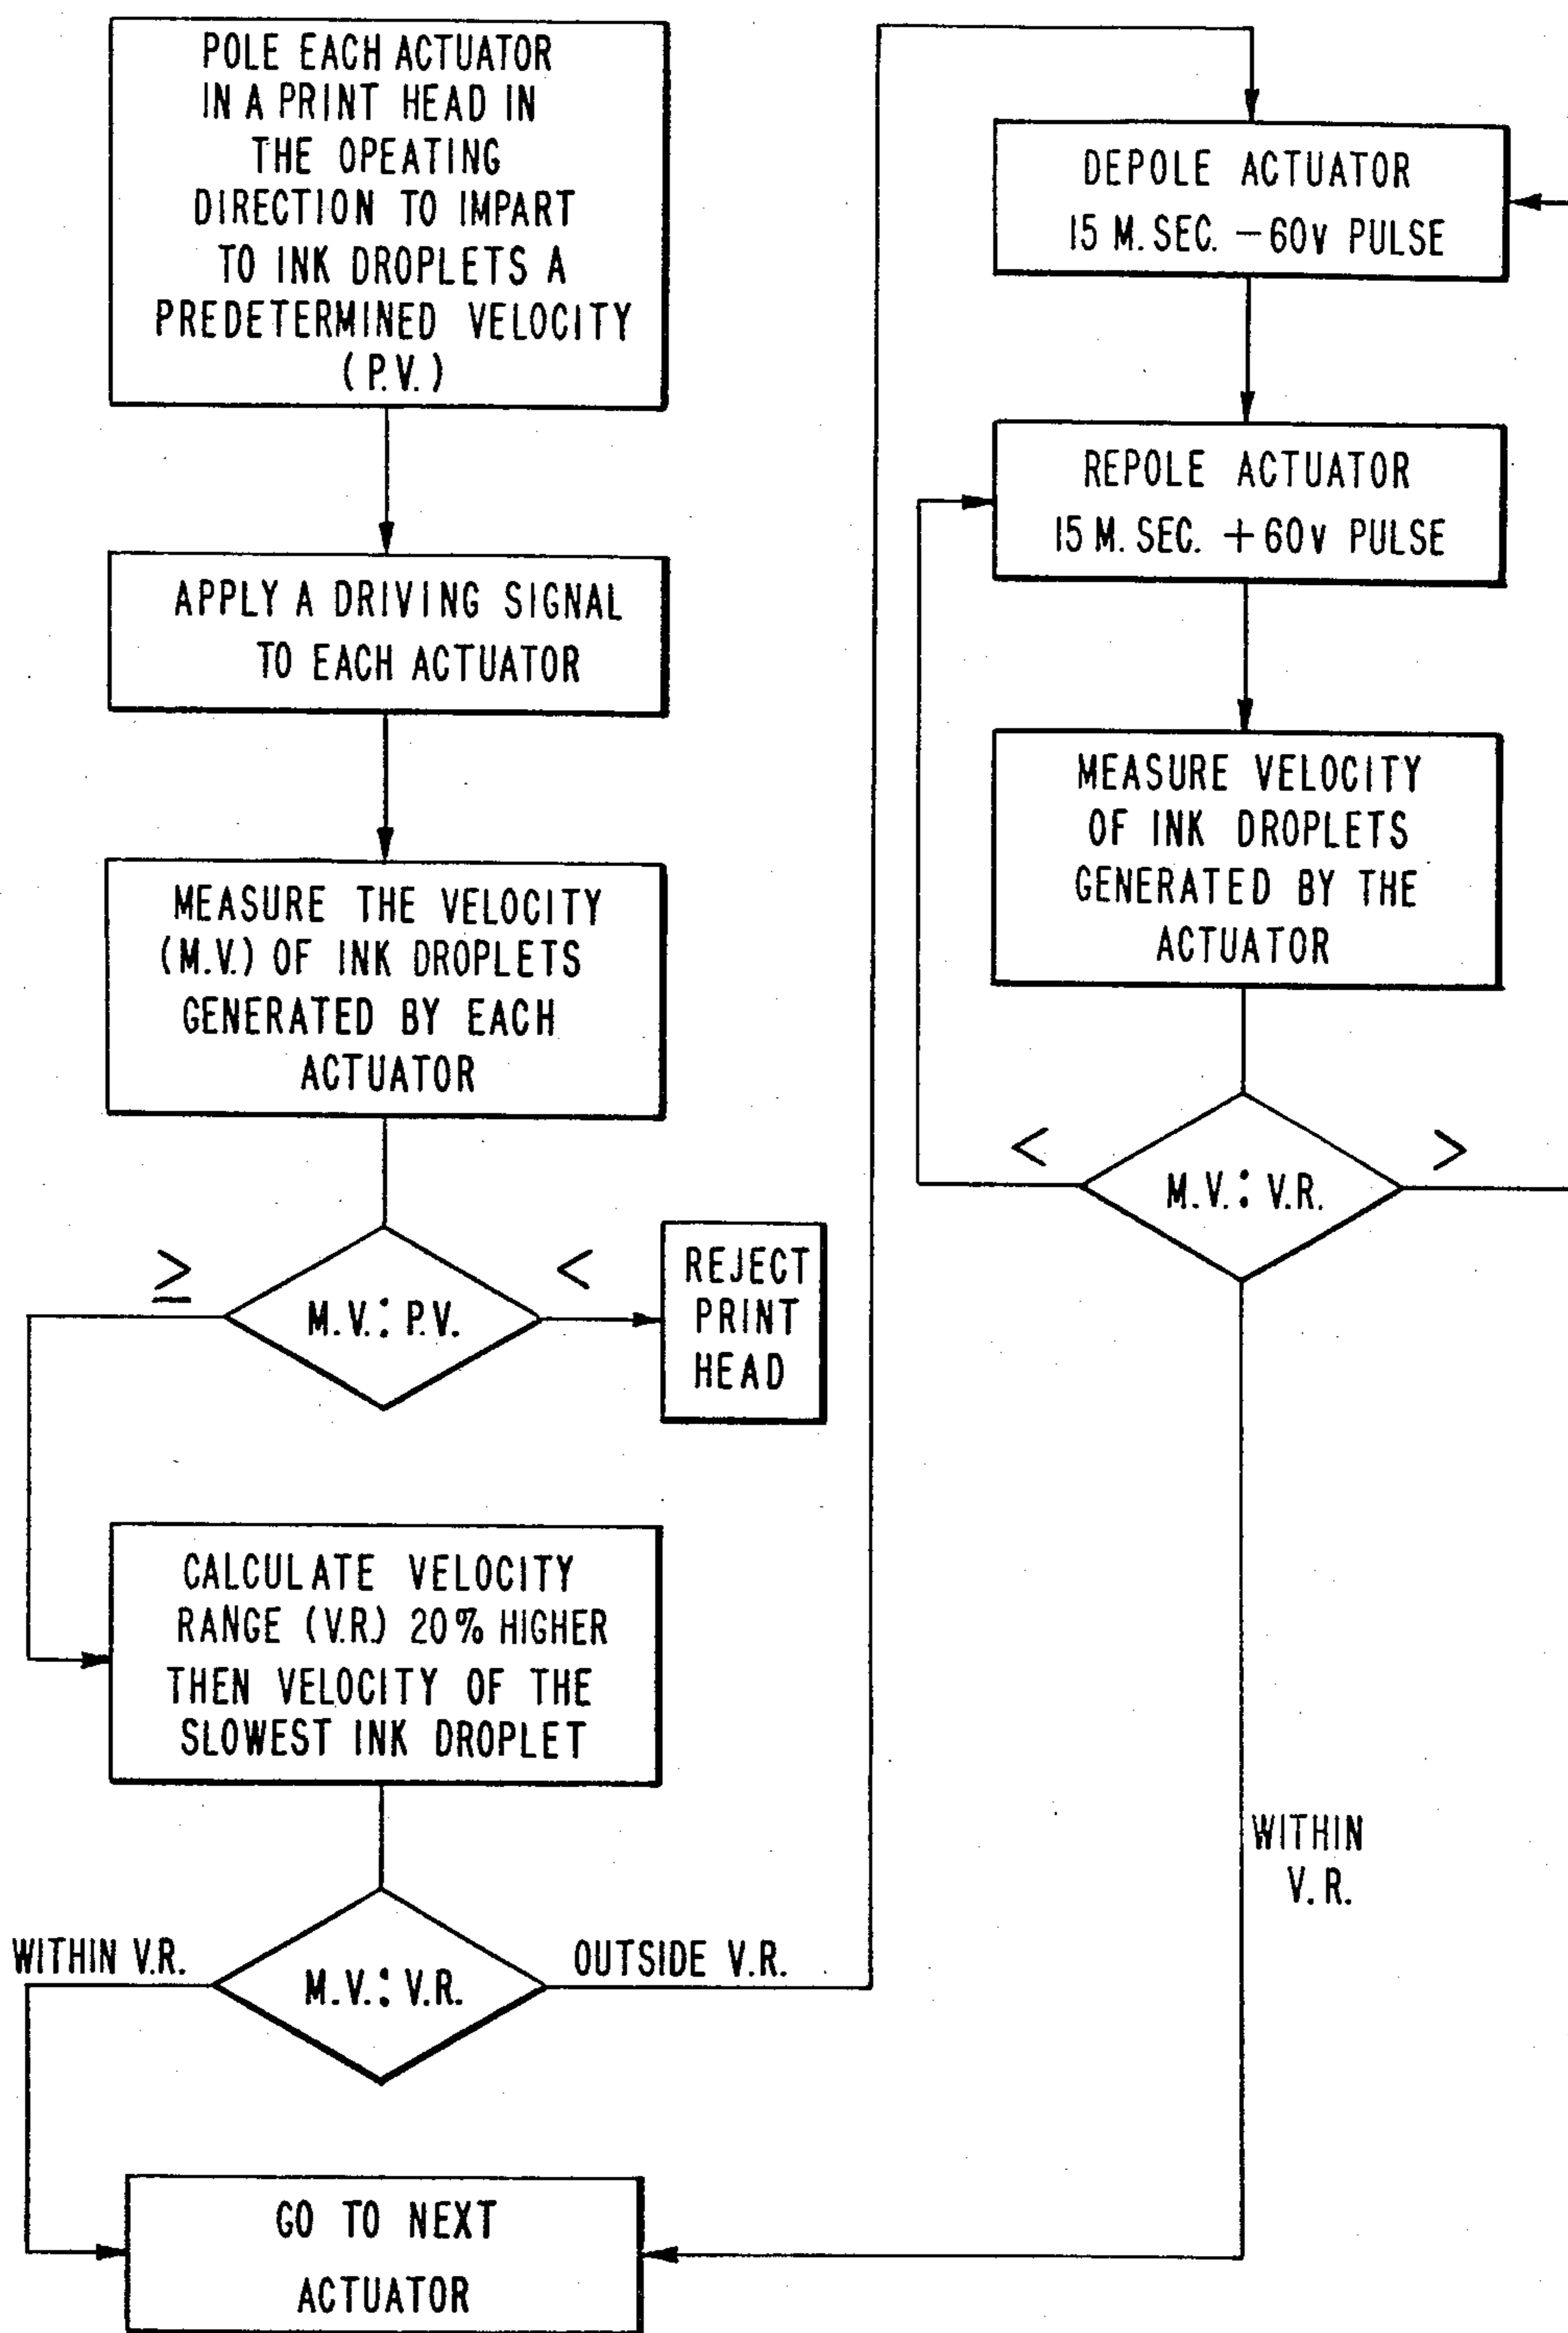 POLE EACH ACTUATOR
IN A PRINT HEAD IN
THE OPEATING
DIRECTION TO IMPART
TO INK DROPLETS A
PREDETERMINED VELOCITY
(P.V.)
APPLY A DRIVING SIGNAL
TO EACH ACTUATOR
MEASURE THE VELOCITY
(M.V.) OF INK DROPLETS
GENERATED BY EACH
ACTUATOR
≥
M.V. : P.V.
<
REJECT
PRINT
HEAD
CALCULATE VELOCITY
RANGE (V.R.) 20% HIGHER
THEN VELOCITY OF THE
SLOWEST INK DROPLET
WITHIN V.R.
M.V. : V.R.
OUTSIDE V.R.
GO TO NEXT
ACTUATOR
DEPOLE ACTUATOR
15 M.SEC. -60V PULSE
REPOLE ACTUATOR
15 M.SEC. +60V PULSE
MEASURE VELOCITY
OF INK DROPLETS
GENERATED BY THE
ACTUATOR
<
M.V. : V.R.
>
WITHIN
V.R.